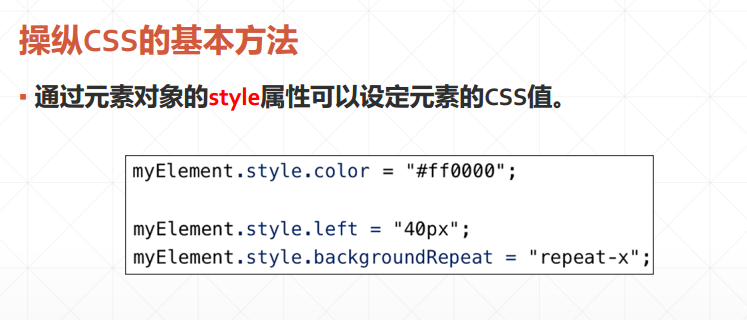 操纵CSS的基本方法
▪ 通过元素对象的style属性可以设定元素的CSS值。
myElement.style.color = "#ff0000";
myElement.style.left = "40px";
myElement.style.backgroundRepeat = "repeat-x";